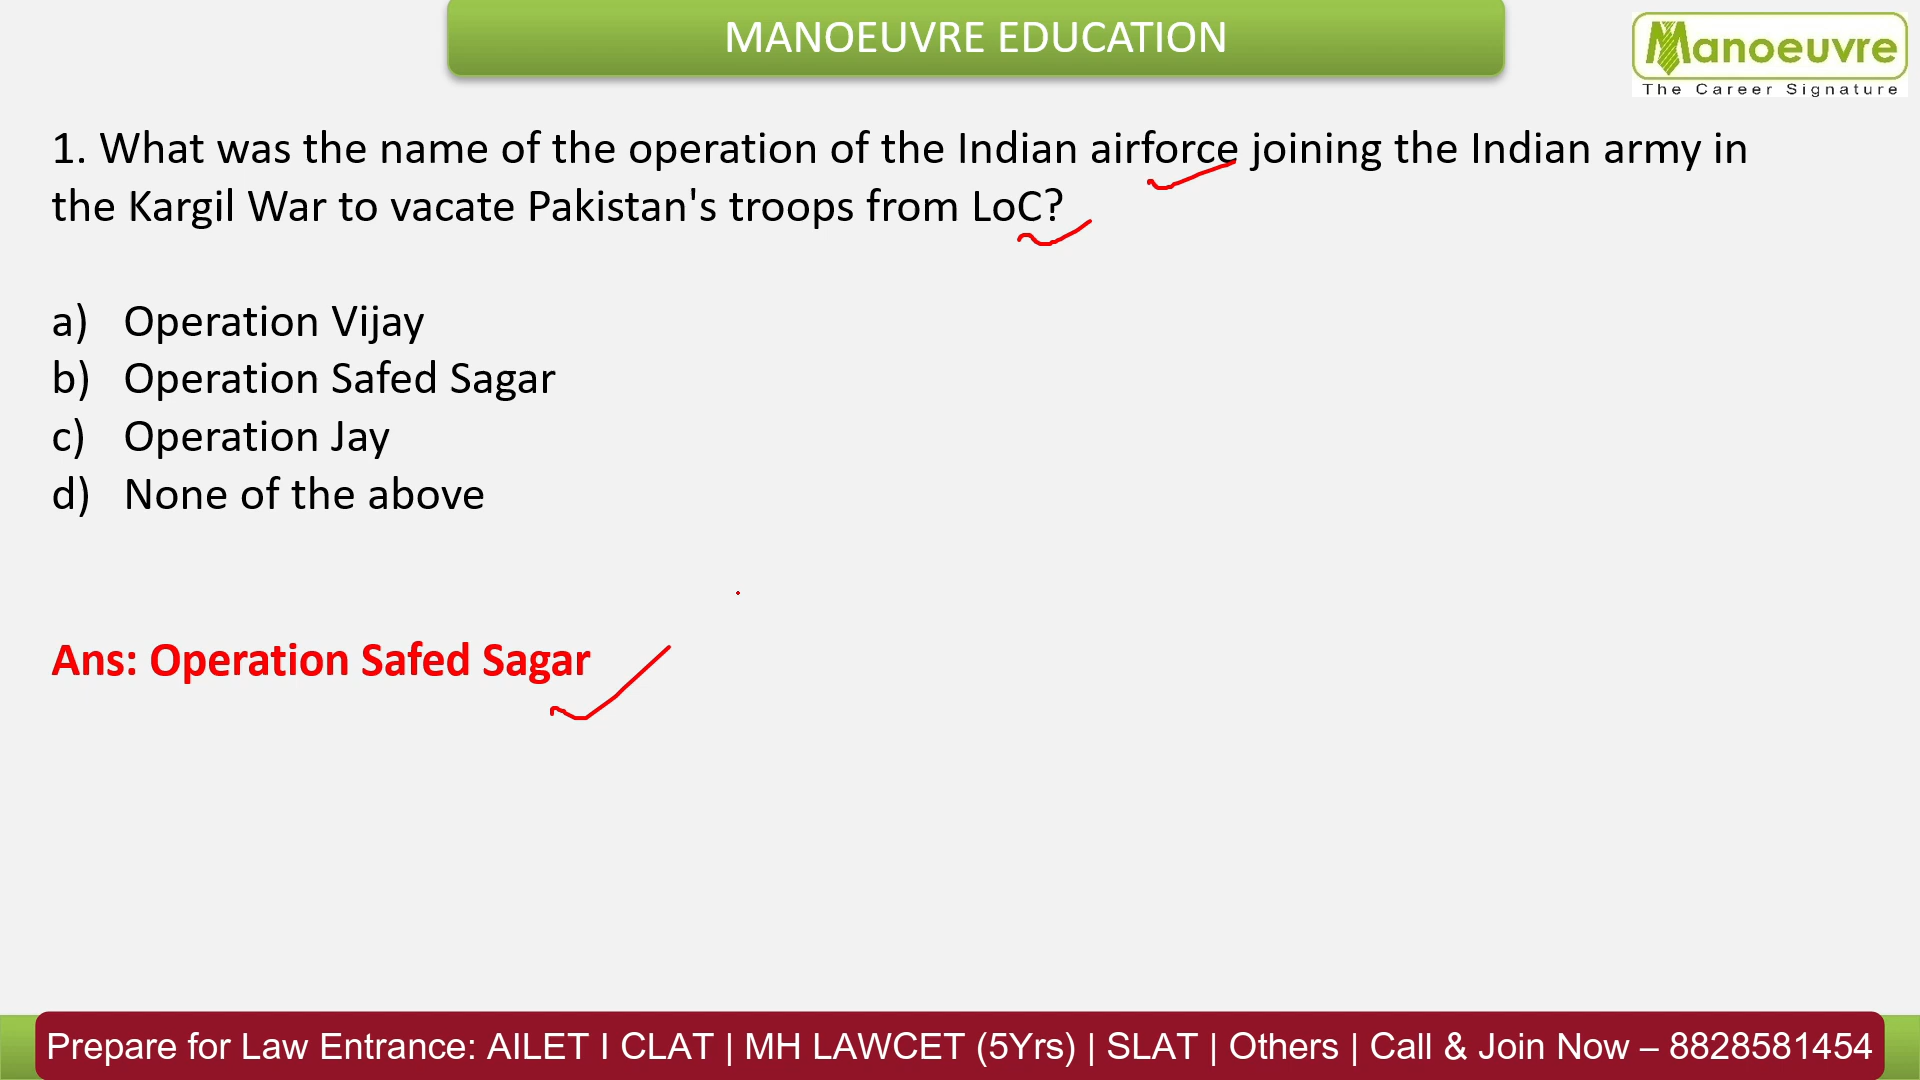 MANOEUVRE EDUCATION
Manoeuvre
The Career Signature
1. What was the name of the operation of the Indian airforce joining the Indian army in
the Kargil War to vacate Pakistan's troops from LoC?
a) Operation Vijay
b) Operation Safed Sagar
c) Operation Jay
d) None of the above
Ans: Operation Safed Sagar
Prepare for Law Entrance: AILET I CLAT | MH LAWCET (5Yrs) | SLAT | Others | Call & Join Now – 8828581454